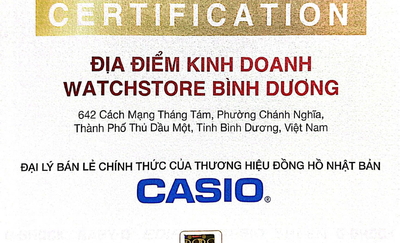 CERTIFICATION
ĐỊA ĐIỂM KINH DOANH
WATCHSTORE BÌNH DƯƠNG
642 Cách Mạng Tháng Tám, Phường Chánh Nghĩa,
Thành Phố Thủ Dầu Một, Tỉnh Bình Dương, Việt Nam
ĐẠI LÝ BÁN LẺ CHÍNH THỨC CỦA THƯƠNG HIỆU ĐỒNG HỒ NHẬT BẢN
CASIO®